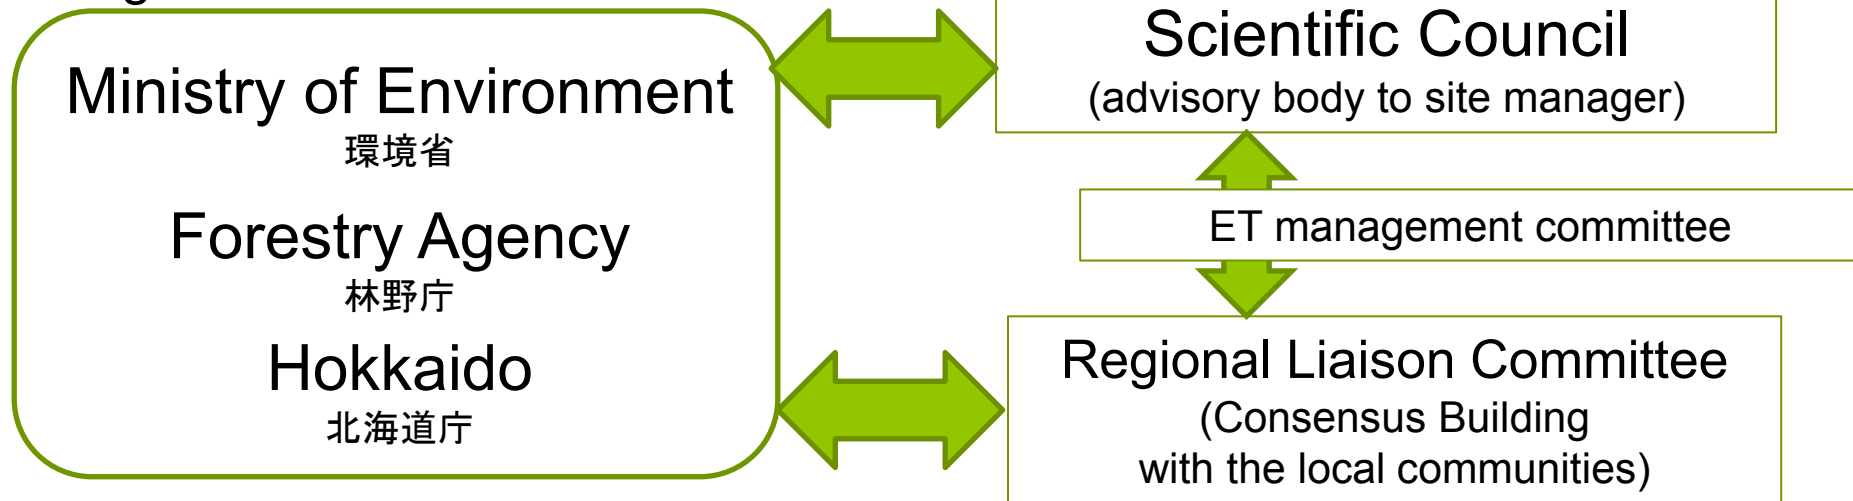 Ministry of Environment
環境省
Forestry Agency
林野庁
Hokkaido
北海道庁
Scientific Council
(advisory body to site manager)
ET management committee
Regional Liaison Committee
(Consensus Building
with the local communities)